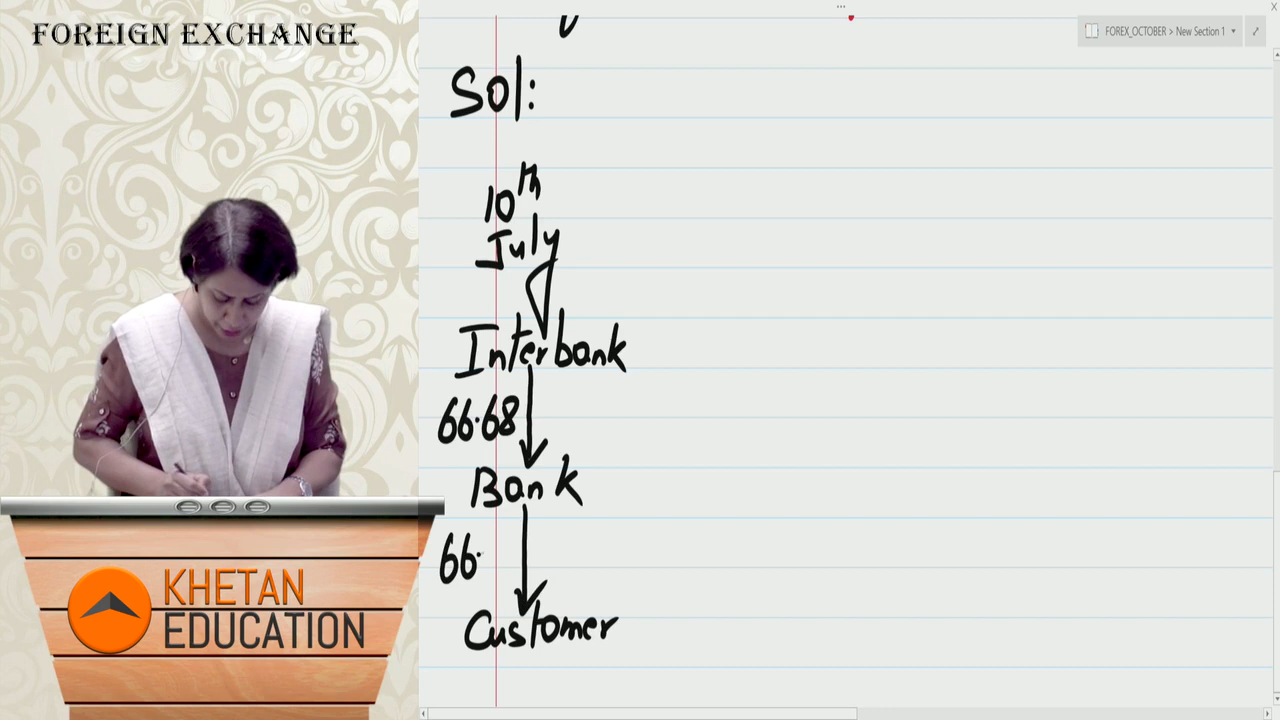 FOREIGN EXCHANGE
FOREX_OCTOBER > New Section 1
Sol:
10th
July
Interbank
66.68
Bank
66.
Customer
KHETAN
EDUCATION